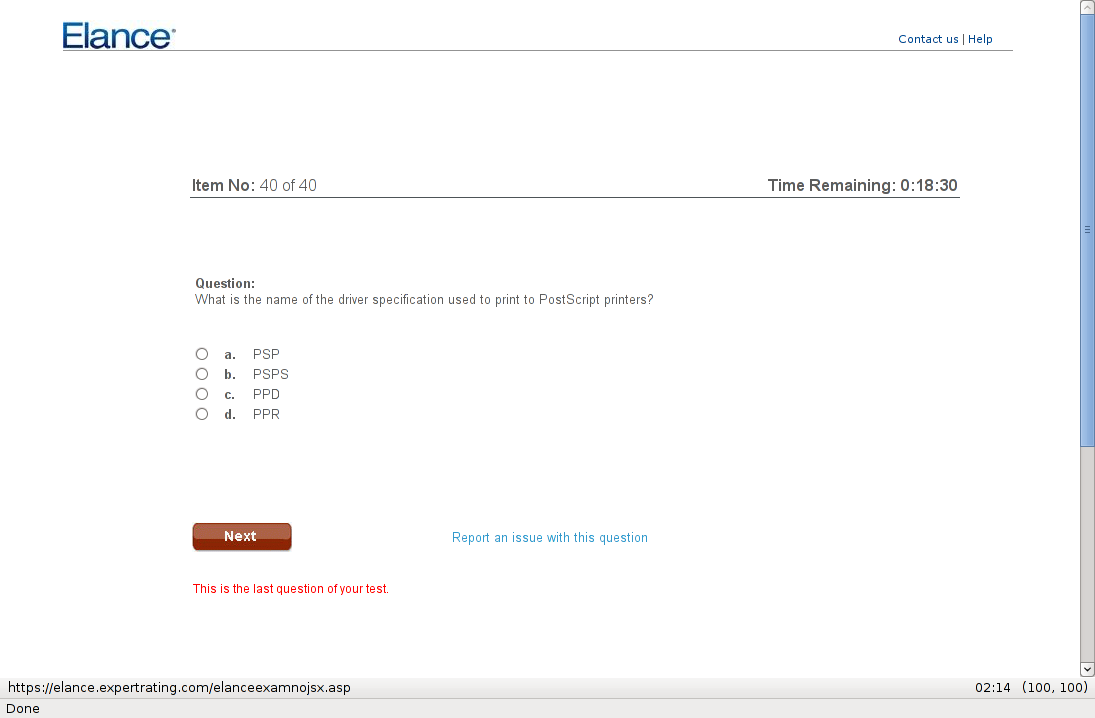 Elance®
Contact us | Help
Item No: 40 of 40
Time Remaining: 0:18:30
Question:
What is the name of the driver specification used to print to PostScript printers?
a. PSP
b. PSPS
c. PPD
d. PPR
Next
Report an issue with this question
This is the last question of your test.
https://elance.expertrating.com/elanceexamnojsx.asp
02:14 (100, 100)
Done